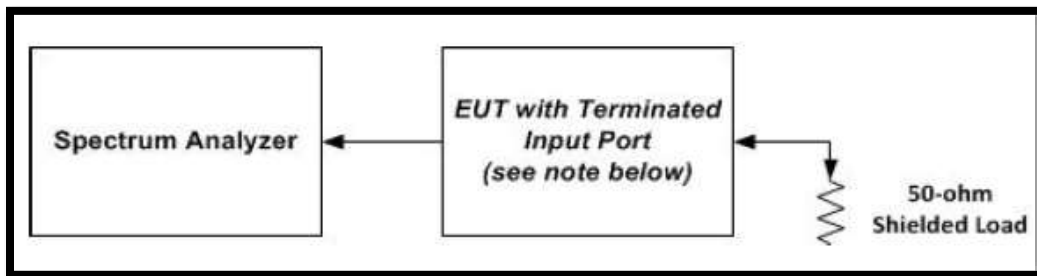 Spectrum Analyzer
EUT with Terminated
Input Port
(see note below)
50-ohm
Shielded Load